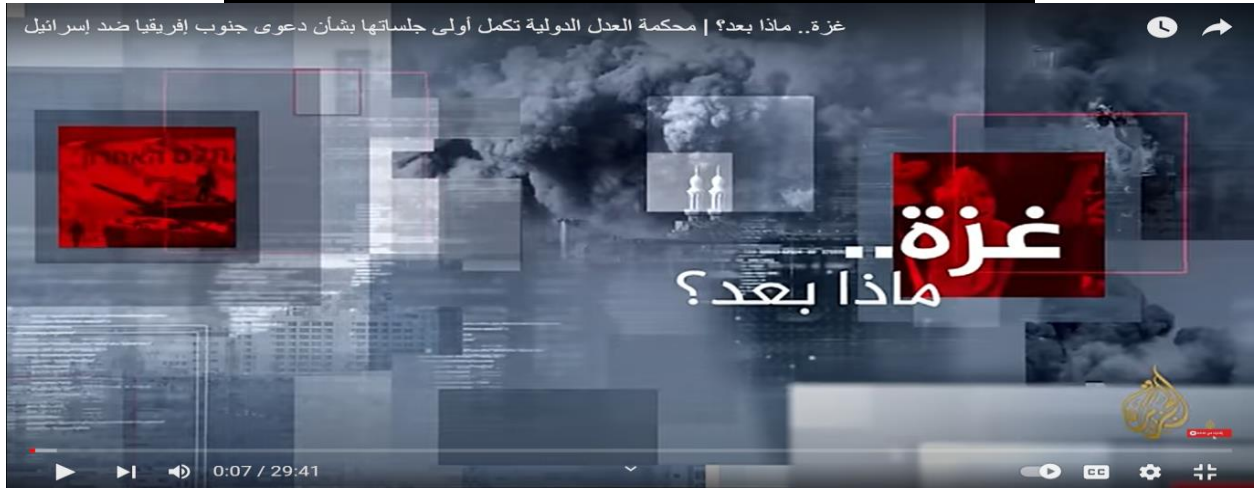 غزة.. ماذا بعد؟ | محكمة العدل الدولية تكمل أولى جلساتها بشأن دعوى جنوب إفريقيا ضد إسرائيل
غزة..
ماذا بعد؟
0:07 / 29:41
CC